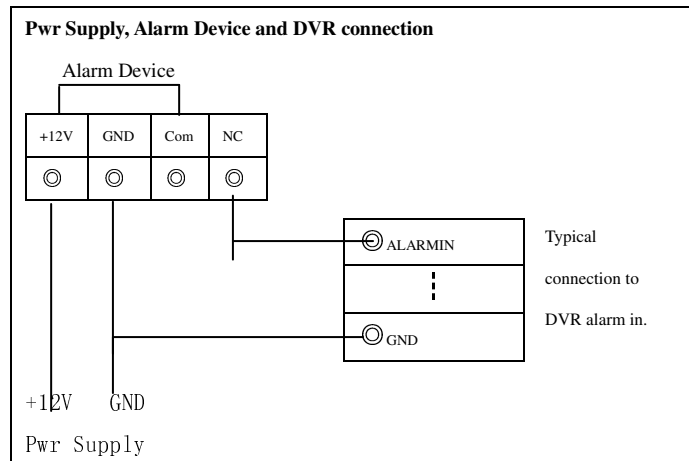 Pwr Supply, Alarm Device and DVR connection
Alarm Device
+12V GND Com NC
ALARMIN
Typical
connection to
DVR alarm in.
GND
+12V GND
Pwr Supply